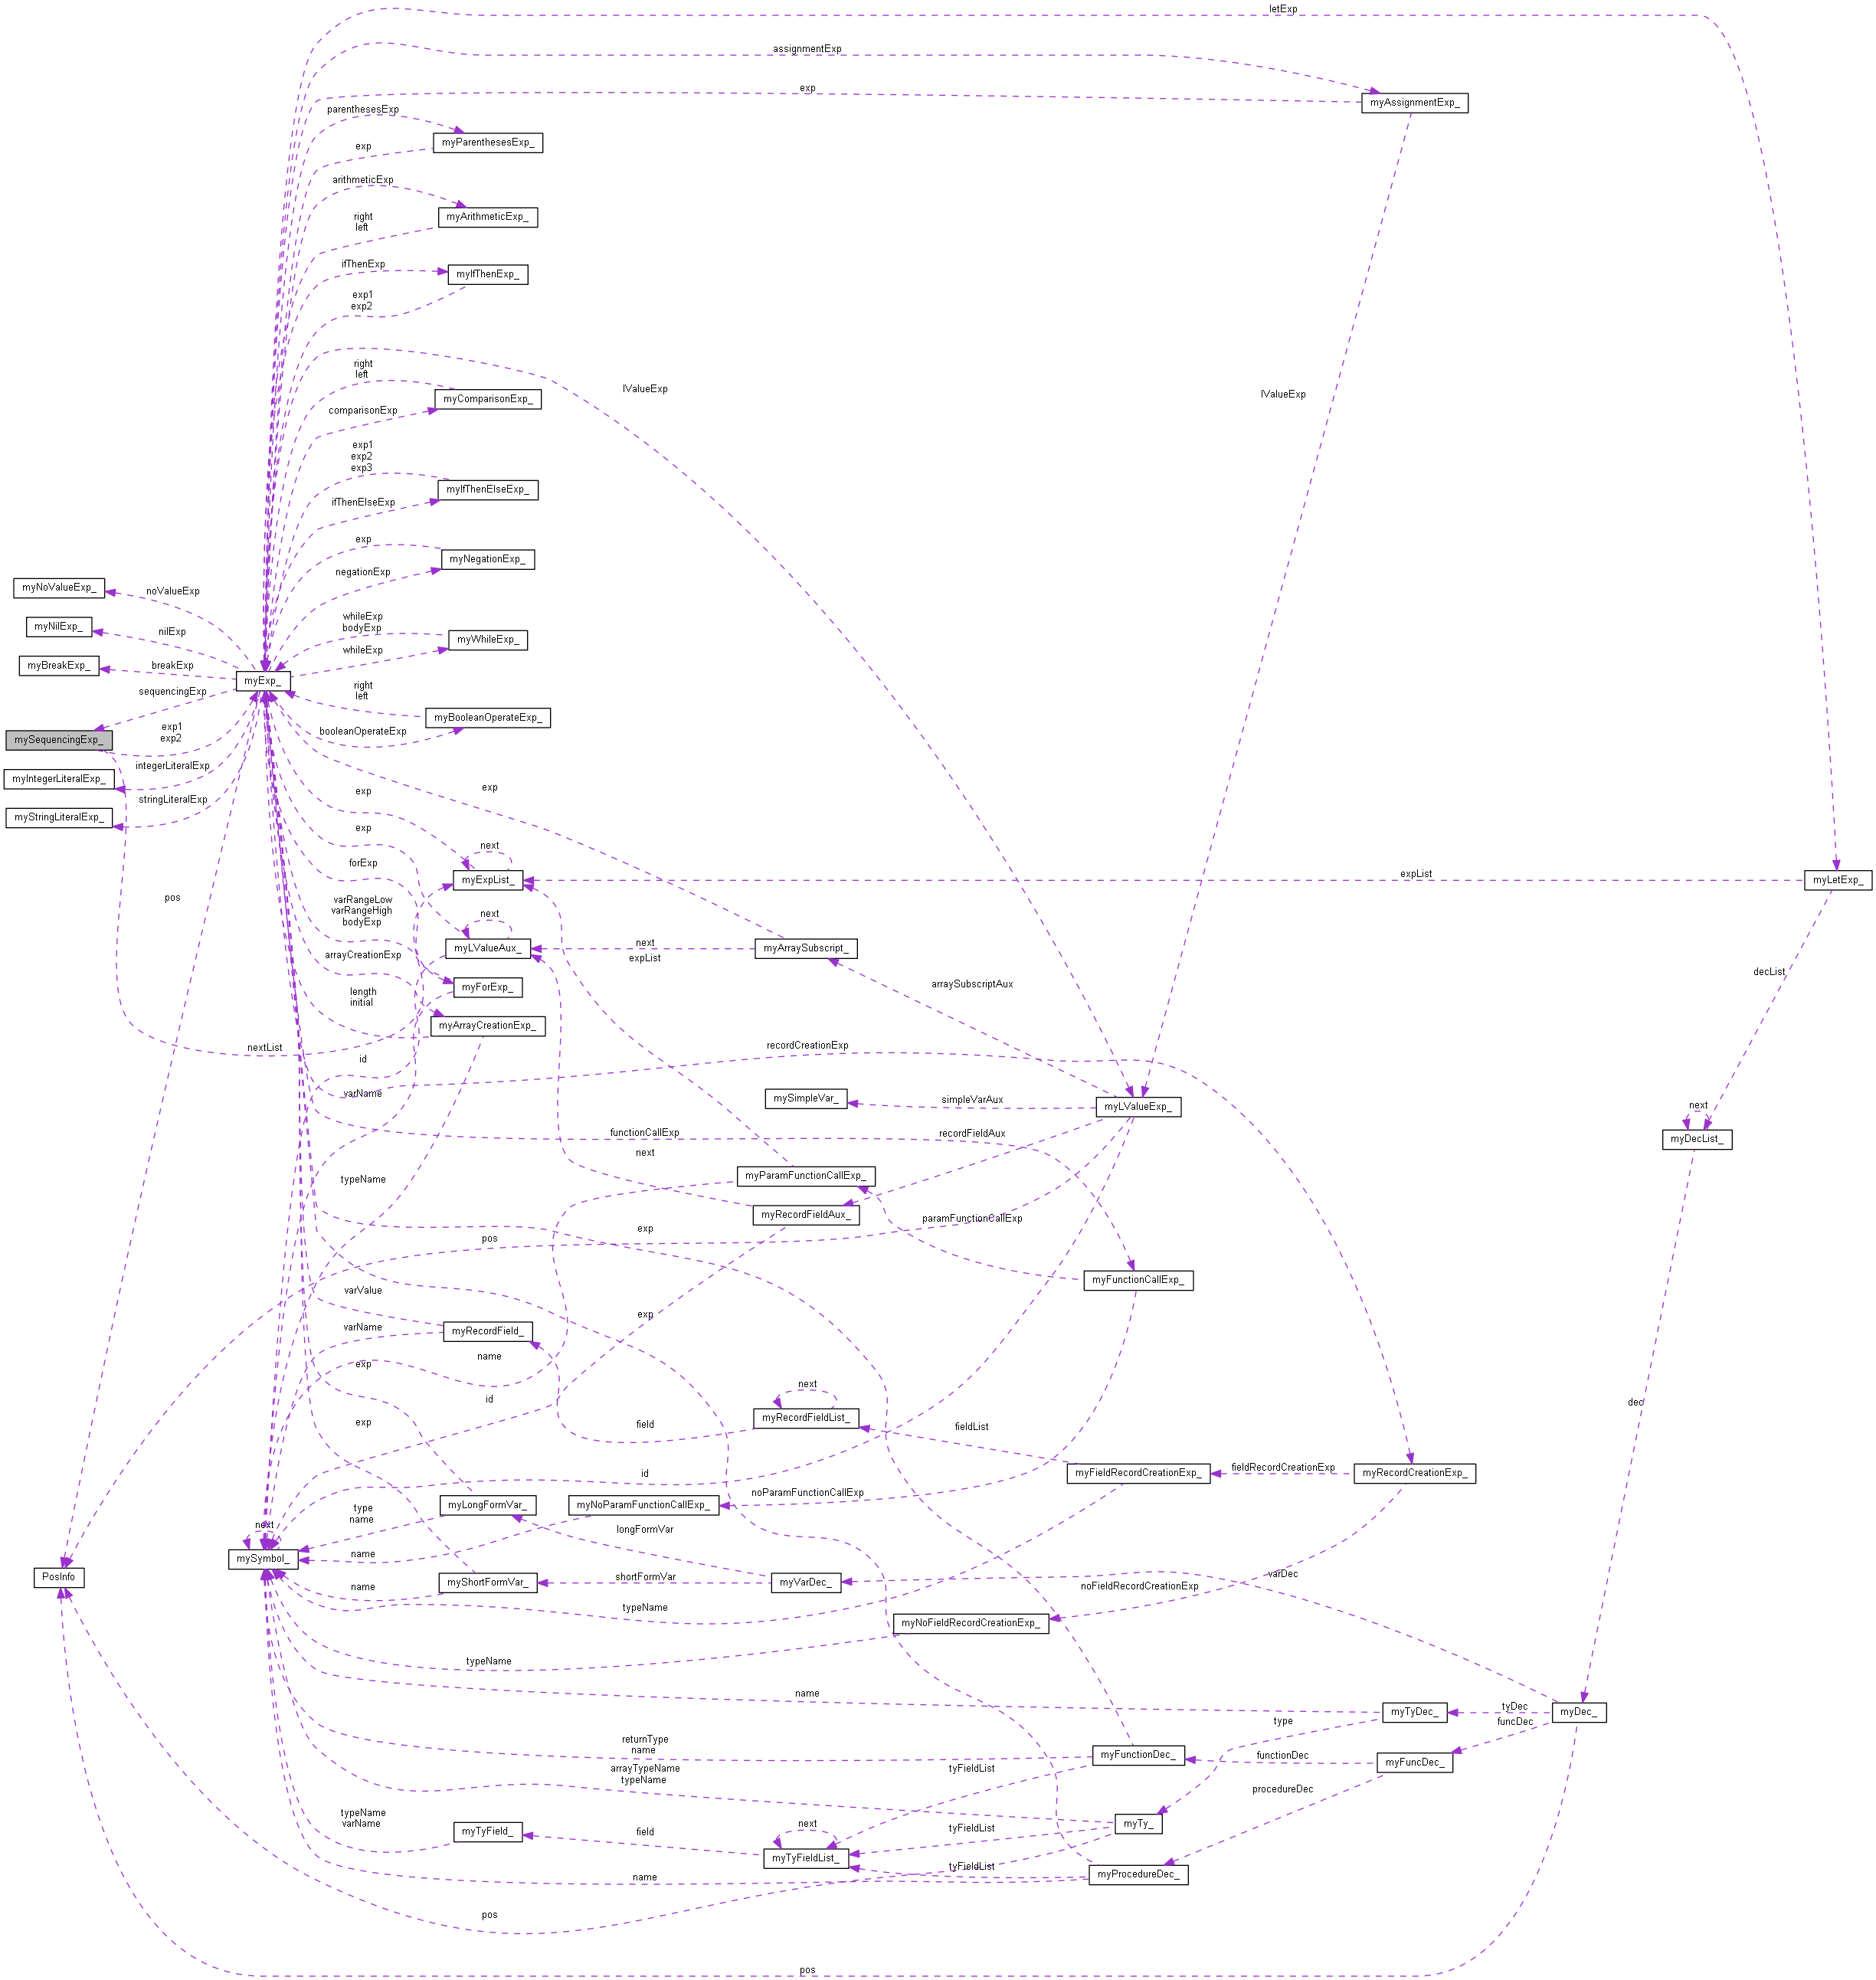 letExp
assignmentExp
exp
myAssignmentExp_
parenthesesExp
myParenthesesExp_
exp
arithmeticExp
myArithmeticExp_
right
left
ifThenExp
myIfThenExp_
exp1
exp2
right
left
lValueExp
lValueExp
myComparisonExp_
comparisonExp
exp1
exp2
exp3
myIfThenElseExp_
ifThenElseExp
exp
myNegationExp_
negationExp
myNoValueExp_
noValueExp
whileExp
bodyExp
myNilExp_
nilExp
myWhileExp_
whileExp
myBreakExp_
breakExp
myExp_
sequencingExp
right
left
myBooleanOperateExp_
booleanOperateExp
mySequencingExp_
exp1
exp2
integerLiteralExp
myIntegerLiteralExp_
stringLiteralExp
myStringLiteralExp_
exp
exp
exp
next
forExp
myExpList_
expList
myLetExp_
pos
varRangeLow
varRangeHigh
bodyExp
next
arrayCreationExp
myLValueAux_
next
myArraySubscript_
expList
decList
arraySubscriptAux
length
initial
myForExp_
myArrayCreationExp_
nextList
id
recordCreationExp
varName
mySimpleVar_
simpleVarAux
myLValueExp_
next
functionCallExp
recordFieldAux
myDecList_
next
typeName
myParamFunctionCallExp_
myRecordFieldAux_
paramFunctionCallExp
exp
pos
myFunctionCallExp_
varValue
exp
varName
myRecordField_
name
exp
next
id
myRecordFieldList_
field
fieldList
dec
exp
id
myFieldRecordCreationExp_
fieldRecordCreationExp
myRecordCreationExp_
noParamFunctionCallExp
type
name
myLongFormVar_
myNoParamFunctionCallExp_
longFormVar
next
mySymbol_
name
PosInfo
name
myShortFormVar_
shortFormVar
myVarDec_
noFieldRecordCreationExp
varDec
typeName
myNoFieldRecordCreationExp_
typeName
name
myTyDec_
tyDec
myDec_
type
funcDec
returnType
name
myFunctionDec_
functionDec
myFuncDec_
arrayTypeName
typeName
tyFieldList
procedureDec
typeName
varName
myTyField_
field
next
myTyFieldList_
tyFieldList
myTy_
tyFieldList
name
myProcedureDec_
pos
pos